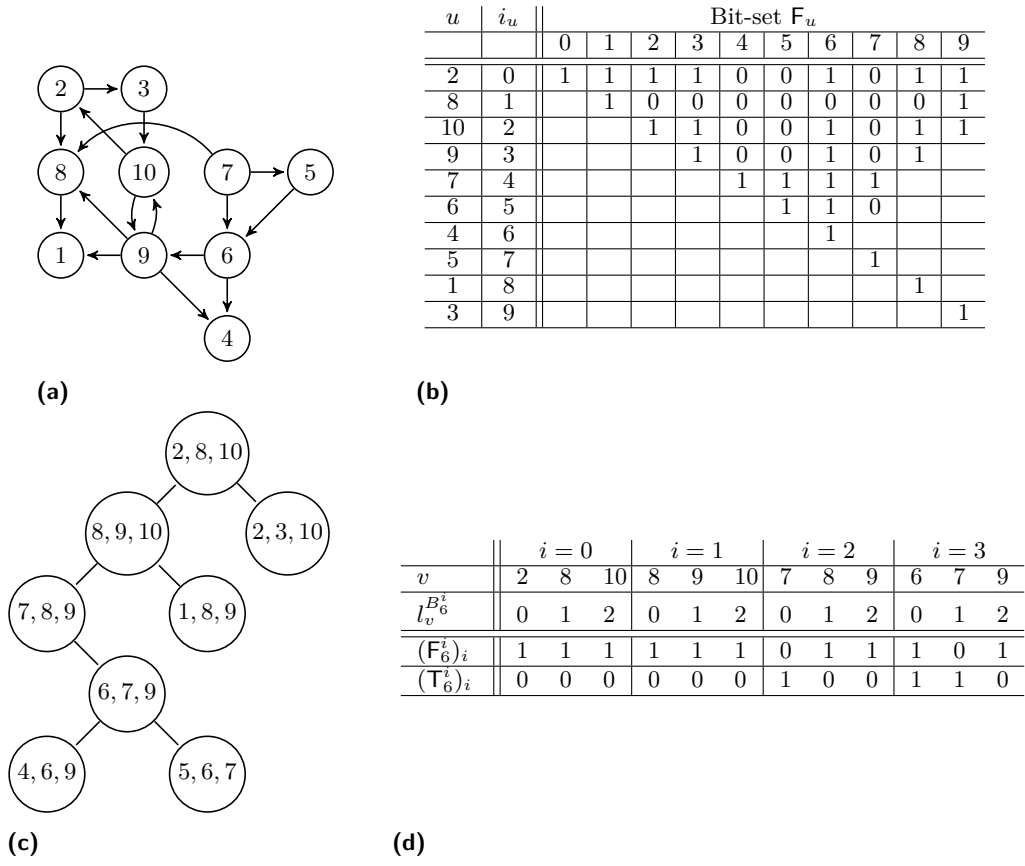 2 3
8 10 7 5
1 9 6
4
(a)
u i_u Bit-set F_u
0 1 2 3 4 5 6 7 8 9
2 0 1 1 1 1 0 0 1 0 1 1
8 1 1 0 0 0 0 0 0 0 1
10 2 1 1 0 0 1 0 1 1
9 3 1 0 0 1 0 1
7 4 1 1 1 1
6 5 1 1 0
4 6 1
5 7 1
1 8 1
3 9 1
(b)
2, 8, 10
8, 9, 10 2, 3, 10
7, 8, 9 1, 8, 9
6, 7, 9
4, 6, 9 5, 6, 7
(c)
i = 0 i = 1 i = 2 i = 3
v 2 8 10 8 9 10 7 8 9 6 7 9
l_v^{B_6^i} 0 1 2 0 1 2 0 1 2 0 1 2
(F_6^i)_i 1 1 1 1 1 1 0 1 1 1 0 1
(T_6^i)_i 0 0 0 0 0 0 1 0 0 1 1 0
(d)